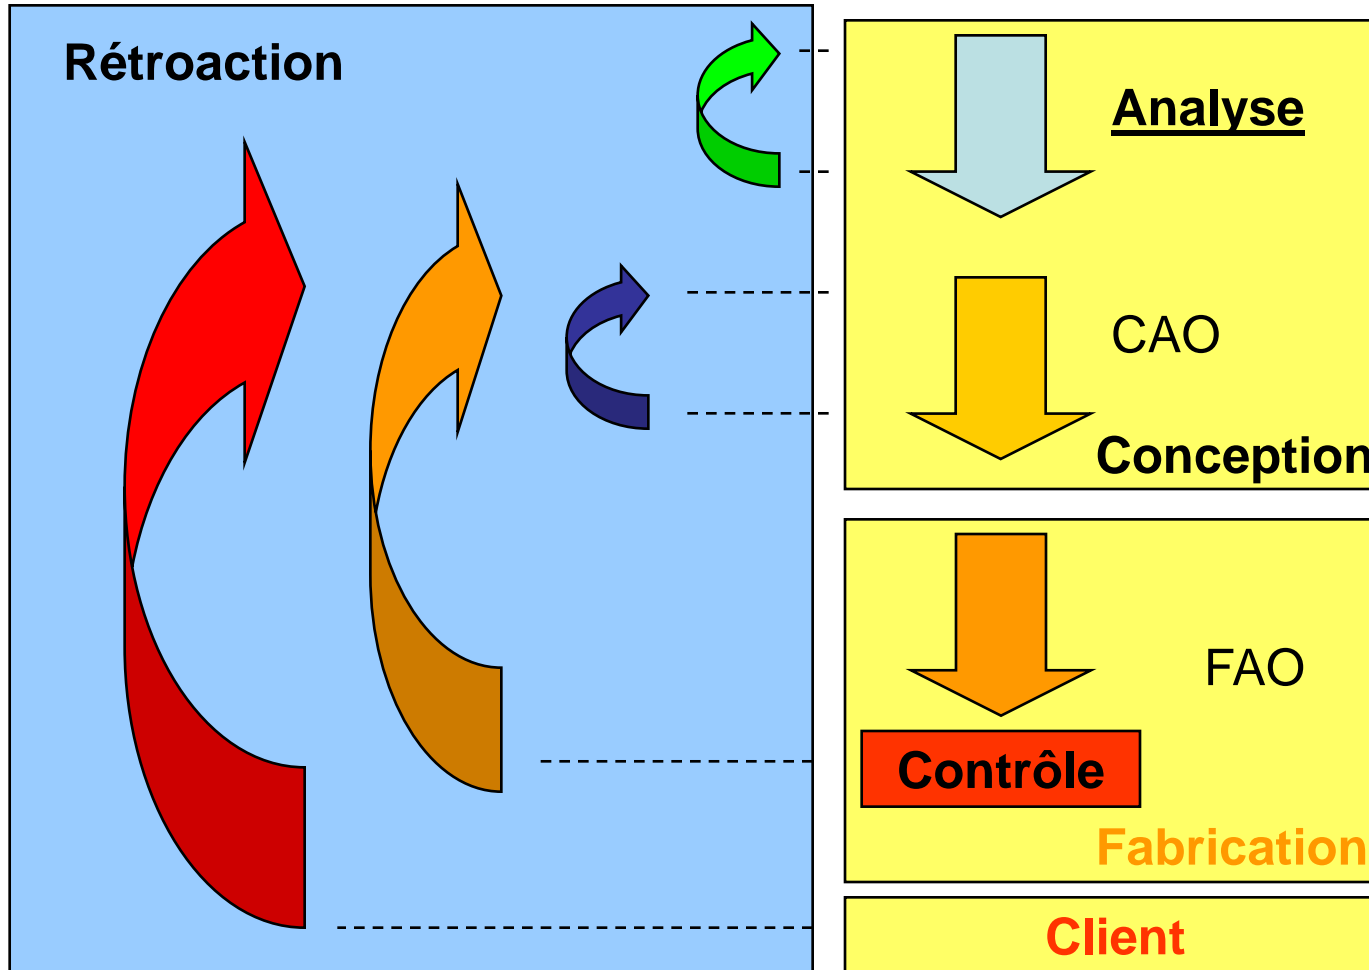 Rétroaction
Analyse
CAO
Conception
FAO
Contrôle
Fabrication
Client